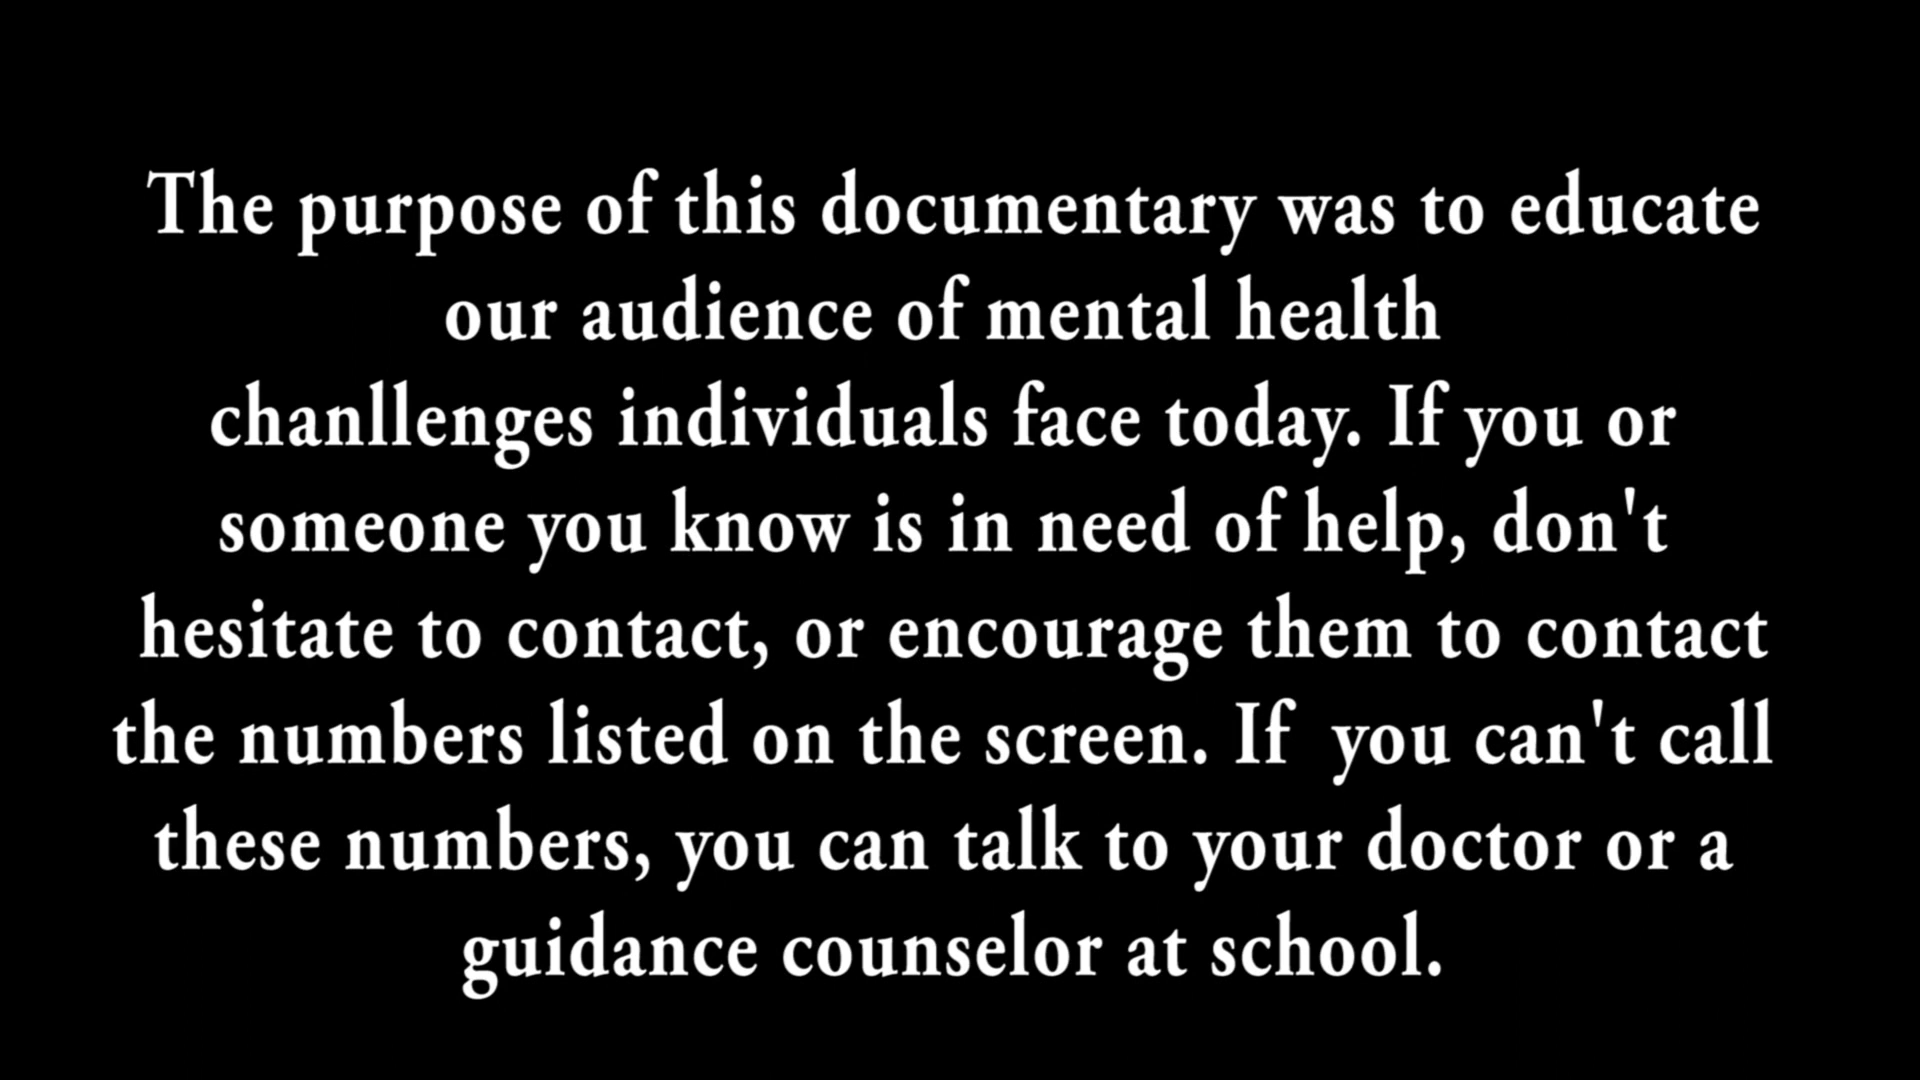 The purpose of this documentary was to educate
our audience of mental health
chanllenges individuals face today. If you or
someone you know is in need of help, don't
hesitate to contact, or encourage them to contact
the numbers listed on the screen. If  you can't call
these numbers, you can talk to your doctor or a
guidance counselor at school.